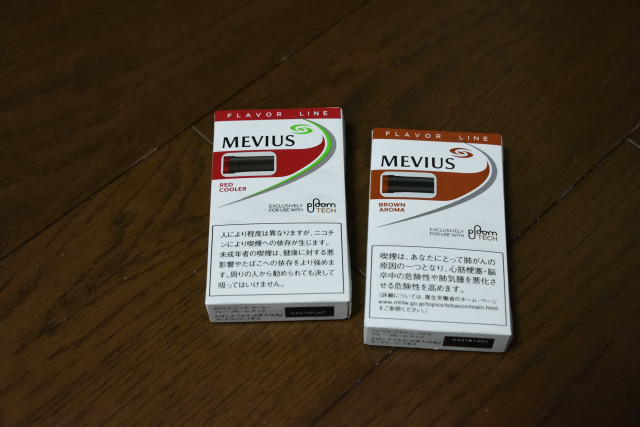 FLAVOR LINE
MEVIUS
RED
COOLER
EXCLUSIVELY
FOR USE WITH
Ploom
TECH
人により程度は異なりますが、ニコチ
ンにより喫煙への依存が生じます。
未成年者の喫煙は、健康に対する悪
影響やたばこへの依存をより強めま
す。周りの人から勧められても決して
吸ってはいけません。
FLAVOR LINE
MEVIUS
BROWN
AROMA
EXCLUSIVELY
FOR USE WITH
Ploom
TECH
喫煙は、あなたにとって肺がんの
原因の一つとなり、心筋梗塞・脳
卒中の危険性や肺気腫を悪化さ
せる危険性を高めます。
(詳細については、厚生労働省のホーム・ページ
www.mhlw.go.jp/topics/tobacco/main.html
をご参照ください。)